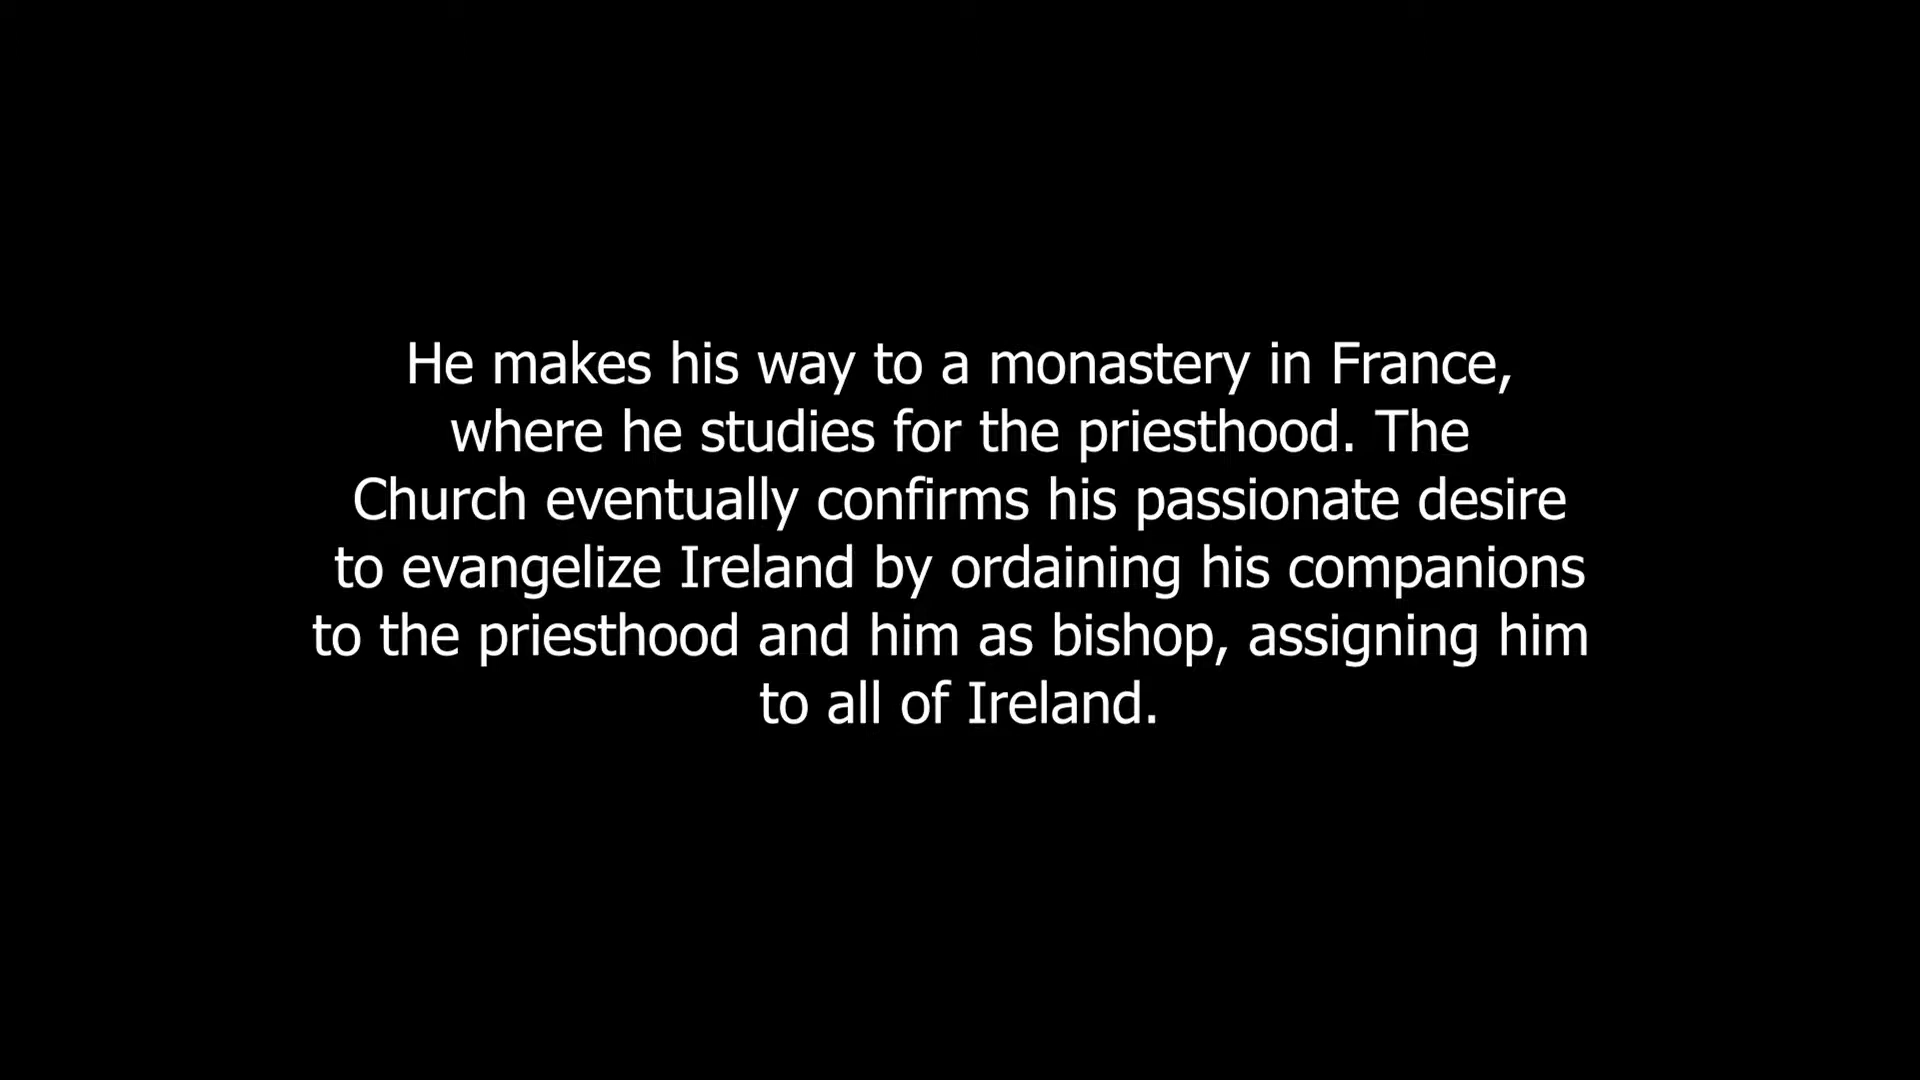 He makes his way to a monastery in France,
where he studies for the priesthood. The
Church eventually confirms his passionate desire
to evangelize Ireland by ordaining his companions
to the priesthood and him as bishop, assigning him
to all of Ireland.